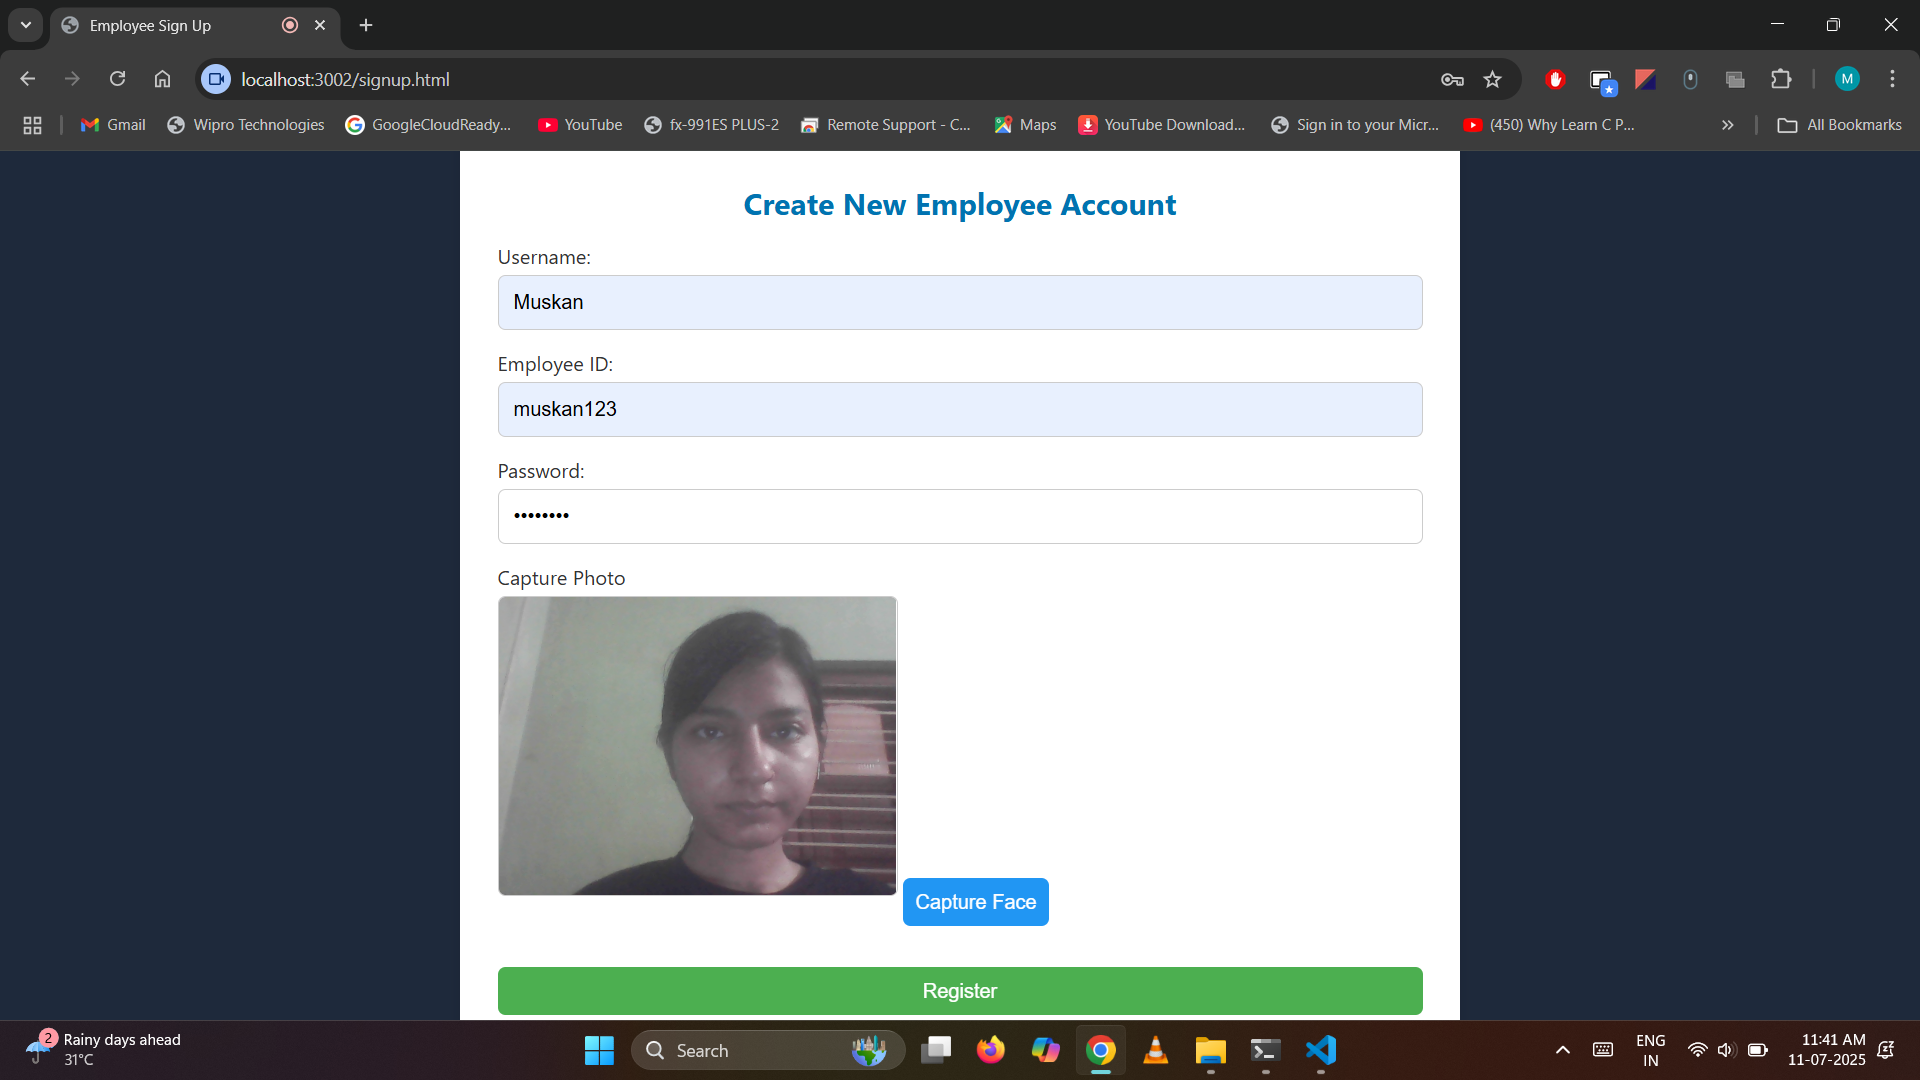 Employee Sign Up
localhost:3002/signup.html
M
Gmail
Wipro Technologies
GoogleCloudReady...
YouTube
fx-991ES PLUS-2
Remote Support - C...
Maps
YouTube Download...
Sign in to your Micr...
(450) Why Learn C P...
All Bookmarks
Create New Employee Account
Username:
Muskan
Employee ID:
muskan123
Password:
••••••••
Capture Photo
Capture Face
Register
2
Rainy days ahead
31°C
Search
ENG
IN
11:41 AM
11-07-2025